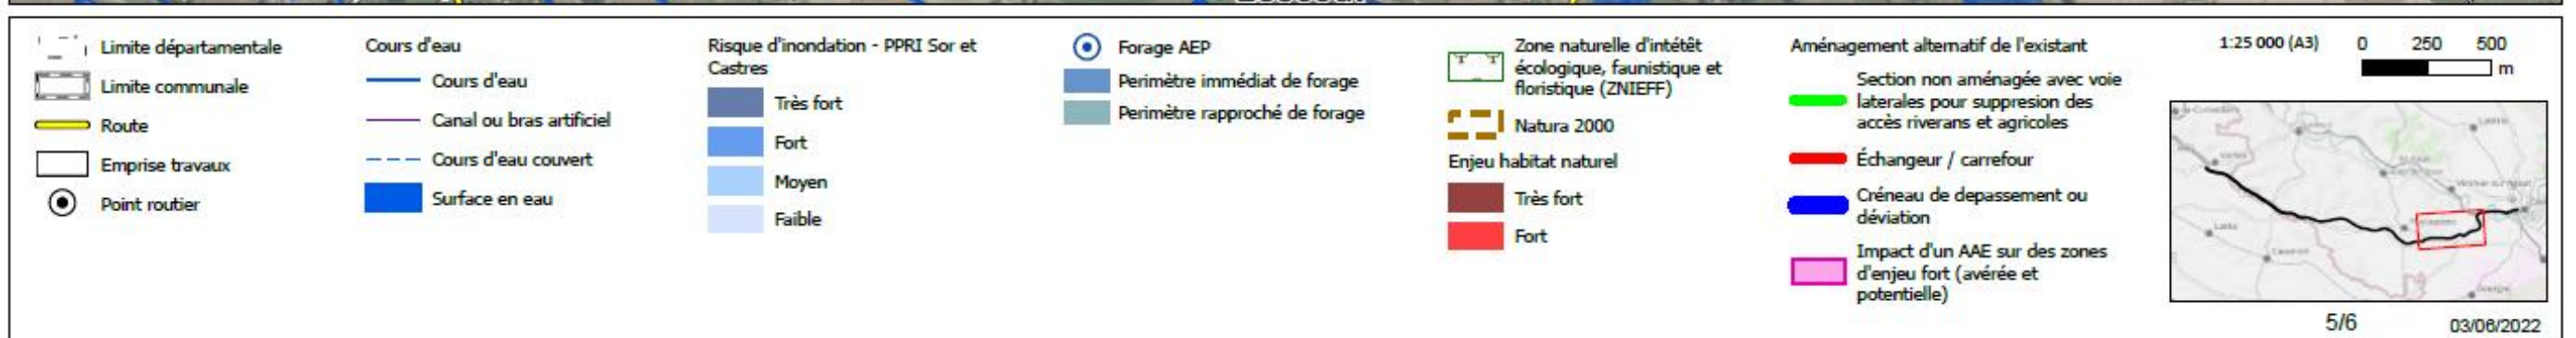 Limite départementale
Limite communale
Route
Emprise travaux
Point routier
Cours d'eau
Cours d'eau
Canal ou bras artificiel
Cours d'eau couvert
Surface en eau
Risque d'inondation - PPRI Sor et
Castres
Très fort
Fort
Moyen
Faible
Forage AEP
Perimètre immédiat de forage
Perimètre rapproché de forage
Zone naturelle d'intétêt
écologique, faunistique et
floristique (ZNIEFF)
Natura 2000
Enjeu habitat naturel
Très fort
Fort
Aménagement alternatif de l'existant
Section non aménagée avec voie
laterales pour suppresion des
accès riverans et agricoles
Échangeur / carrefour
Créneau de depassement ou
déviation
Impact d'un AAE sur des zones
d'enjeu fort (avérée et
potentielle)
1:25 000 (A3) 0 250 500
m
5/6
03/06/2022